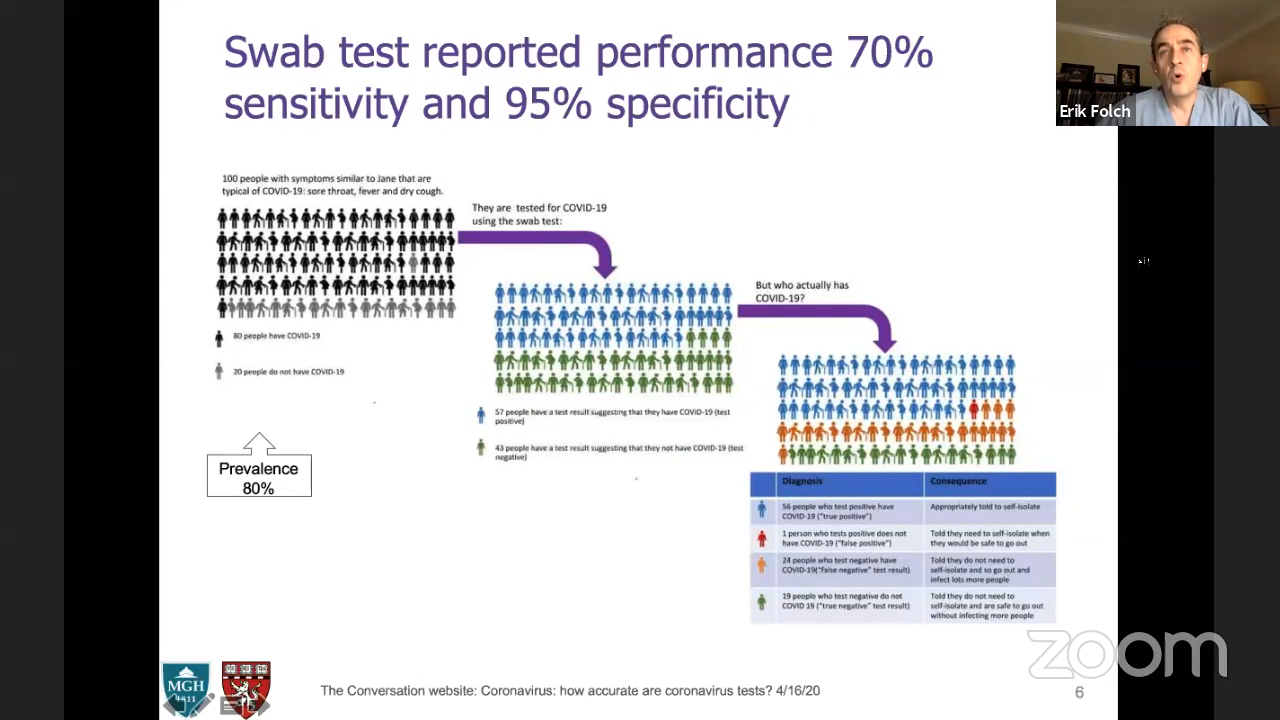 Swab test reported performance 70%
sensitivity and 95% specificity
Erik Folch
100 people with symptoms similar to Jane that are
typical of COVID-19: sore throat, fever and dry cough.
They are tested for COVID-19
using the swab test:
But who actually has
COVID-19?
80 people have COVID-19
20 people do not have COVID-19
Prevalence
80%
57 people have a test result suggesting that they have COVID-19 (test
positive)
43 people have a test result suggesting that they not have COVID-19 (test
negative)
Diagnosis
Consequence
56 people who test positive have
COVID-19 ("true positive")
Appropriately told to self-isolate
1 person who tests positive does not
have COVID-19 ("false positive")
Told they need to self-isolate when
they would be safe to go out
24 people who test negative have
COVID-19("false negative" test result)
Told they do not need to
self-isolate and so go out and
infect lots more people
19 people who test negative do not
COVID 19 ("true negative" test result)
Told they do not need to
self-isolate and are safe to go out
without infecting more people
zoom
MGH
1811
The Conversation website: Coronavirus: how accurate are coronavirus tests? 4/16/20
6